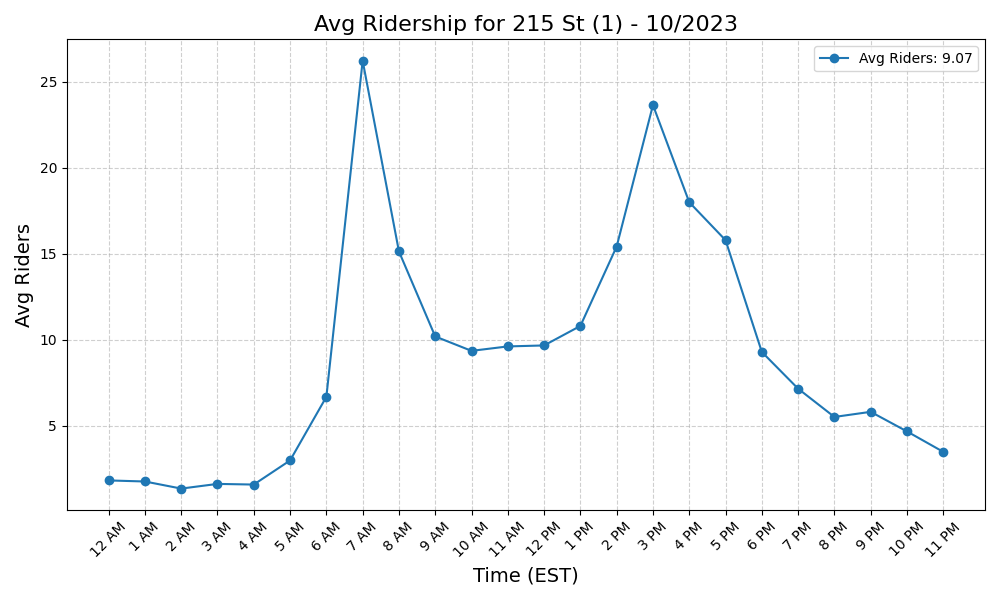 Avg Ridership for 215 St (1) - 10/2023
Avg Riders: 9.07
Avg Riders
25
20
15
10
5
12 AM
1 AM
2 AM
3 AM
4 AM
5 AM
6 AM
7 AM
8 AM
9 AM
10 AM
11 AM
12 PM
1 PM
2 PM
3 PM
4 PM
5 PM
6 PM
7 PM
8 PM
9 PM
10 PM
11 PM
Time (EST)